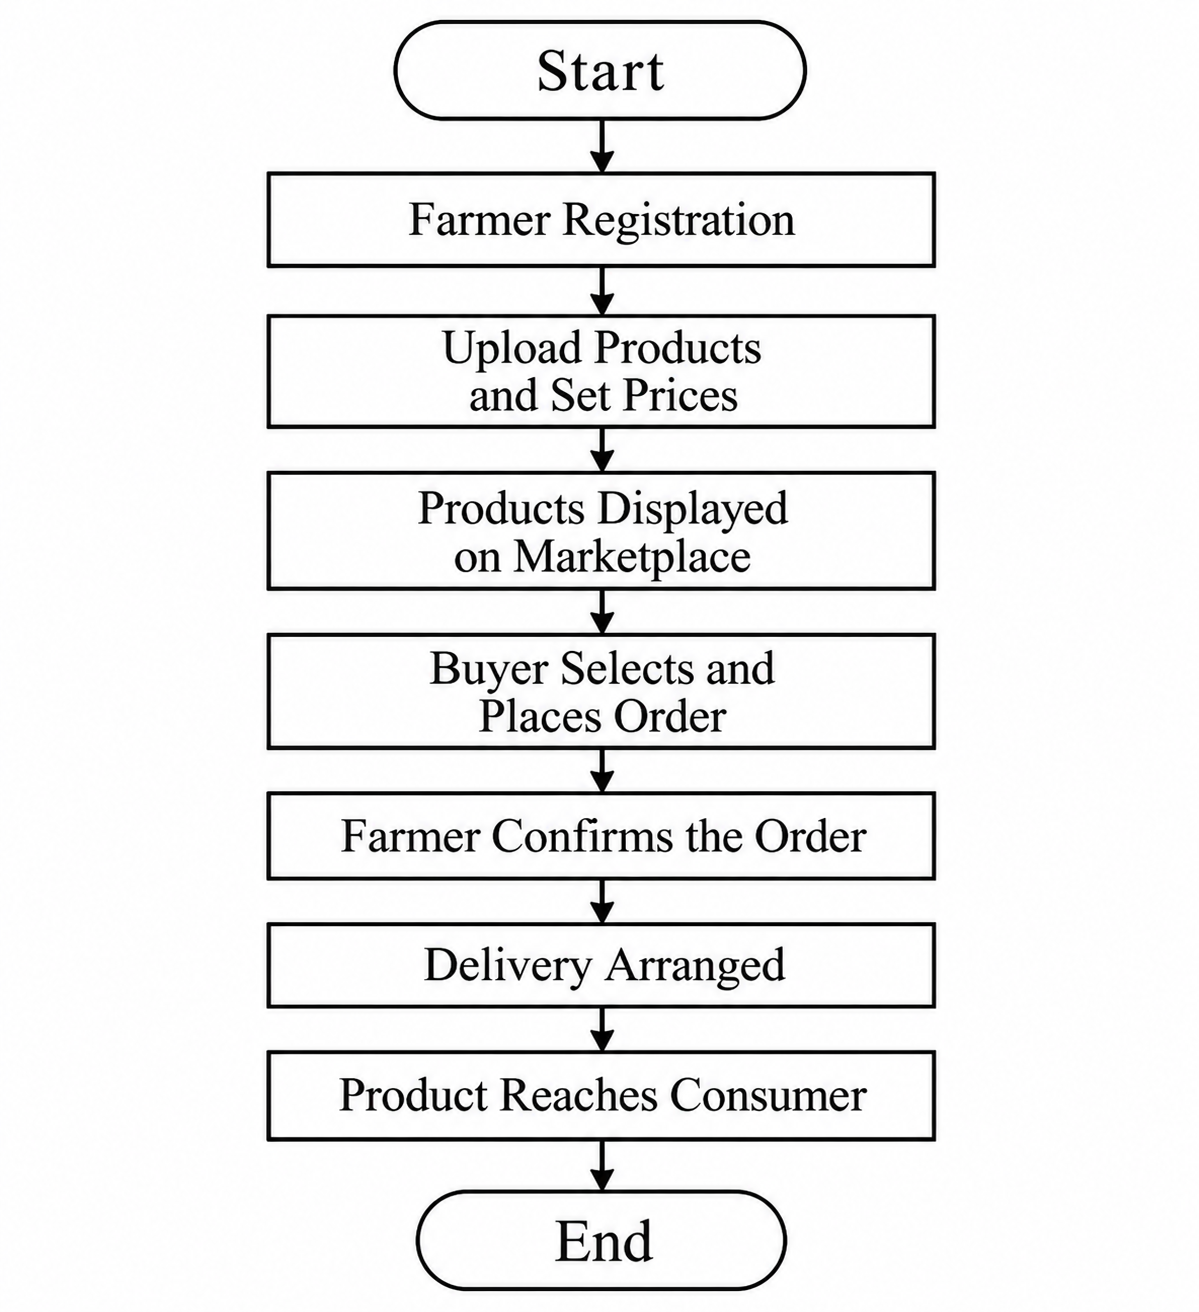 Start
Farmer Registration
Upload Products
and Set Prices
Products Displayed
on Marketplace
Buyer Selects and
Places Order
Farmer Confirms the Order
Delivery Arranged
Product Reaches Consumer
End